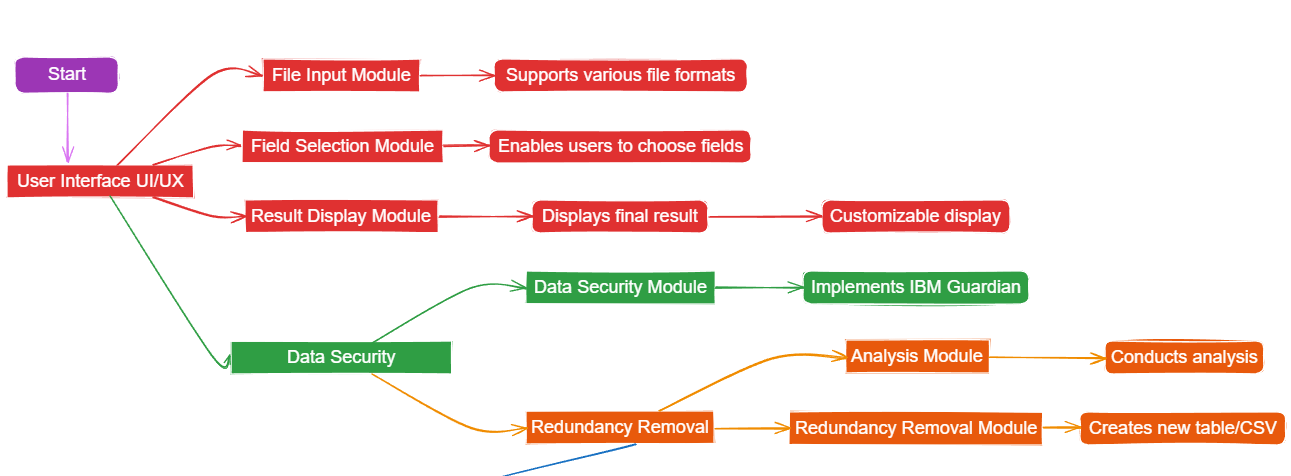 Start
File Input Module
Supports various file formats
Field Selection Module
Enables users to choose fields
User Interface UI/UX
Result Display Module
Displays final result
Customizable display
Data Security Module
Implements IBM Guardian
Data Security
Analysis Module
Conducts analysis
Redundancy Removal
Redundancy Removal Module
Creates new table/CSV